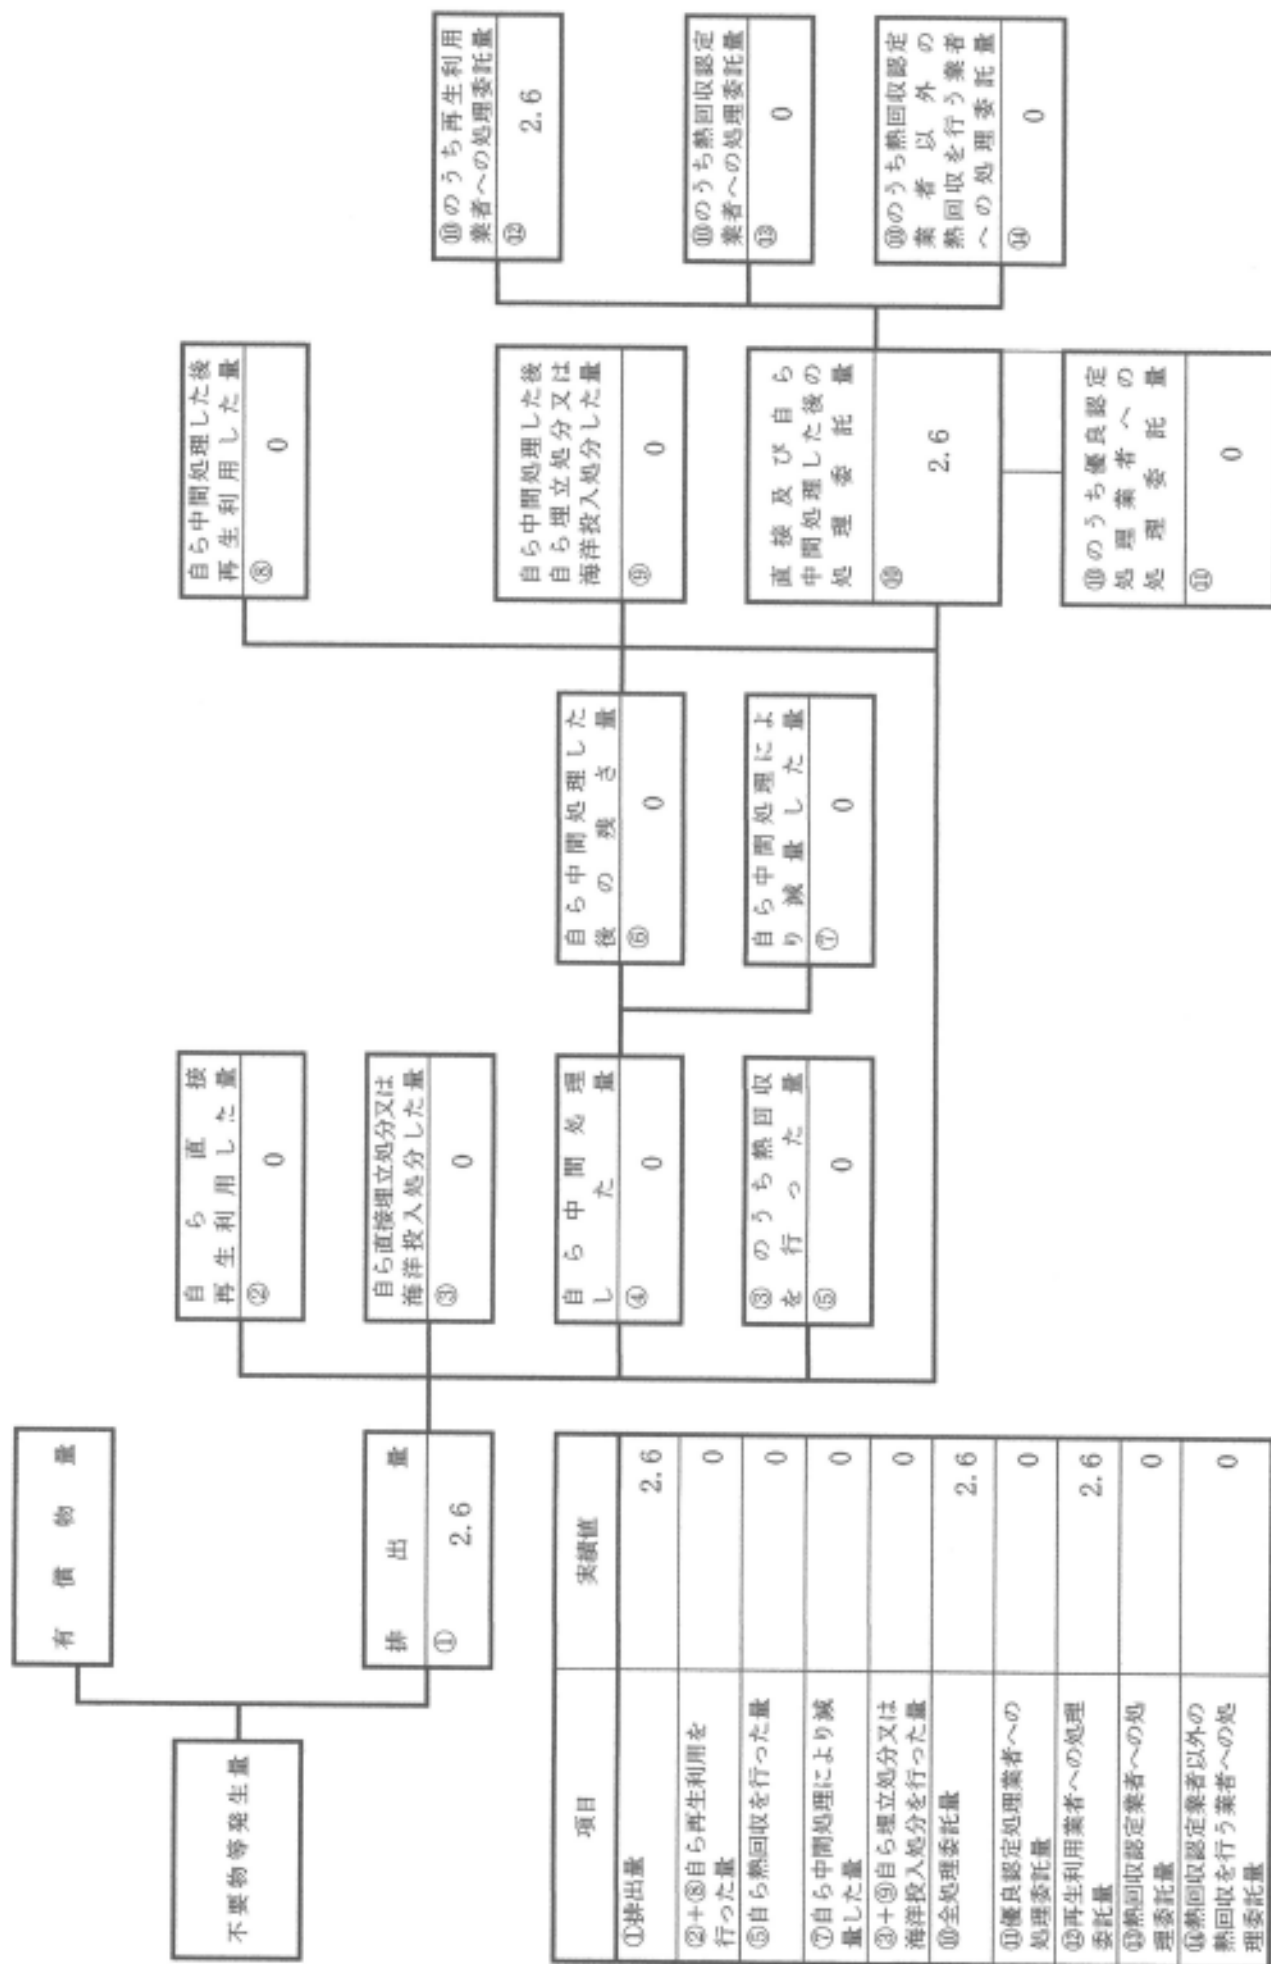 不要物等発生量
有償物量
排出量
①
2.6
自ら直接
再生利用した量
②
0
自ら直接埋立処分又は
海洋投入処分した量
③
0
自ら中間処理
した量
④
0
③のうち熱回収
を行った量
⑤
0
自ら中間処理した
後の残さ量
⑥
0
自ら中間処理によ
り減量した量
⑦
0
自ら中間処理した後
再生利用した量
⑧
0
自ら中間処理した後
自ら埋立処分又は
海洋投入処分した量
⑨
0
直接及び自ら
中間処理した後の
処理委託量
⑩
2.6
⑩のうち優良認定
処理業者への
処理委託量
⑪
0
⑩のうち再生利用
業者への処理委託量
⑫
2.6
⑩のうち熱回収認定
業者への処理委託量
⑬
0
⑩のうち熱回収認定
業者以外の
熱回収を行う業者
への処理委託量
⑭
0
項目 実績値
①排出量 2.6
②+⑧自ら再生利用を
行った量 0
⑤自ら熱回収を行った量 0
⑦自ら中間処理により減
量した量 0
③+⑨自ら埋立処分又は
海洋投入処分を行った量 0
⑩全処理委託量 2.6
⑪優良認定処理業者への
処理委託量 0
⑫再生利用業者への処理
委託量 2.6
⑬熱回収認定業者への処
理委託量 0
⑭熱回収認定業者以外の
熱回収を行う業者への処
理委託量 0